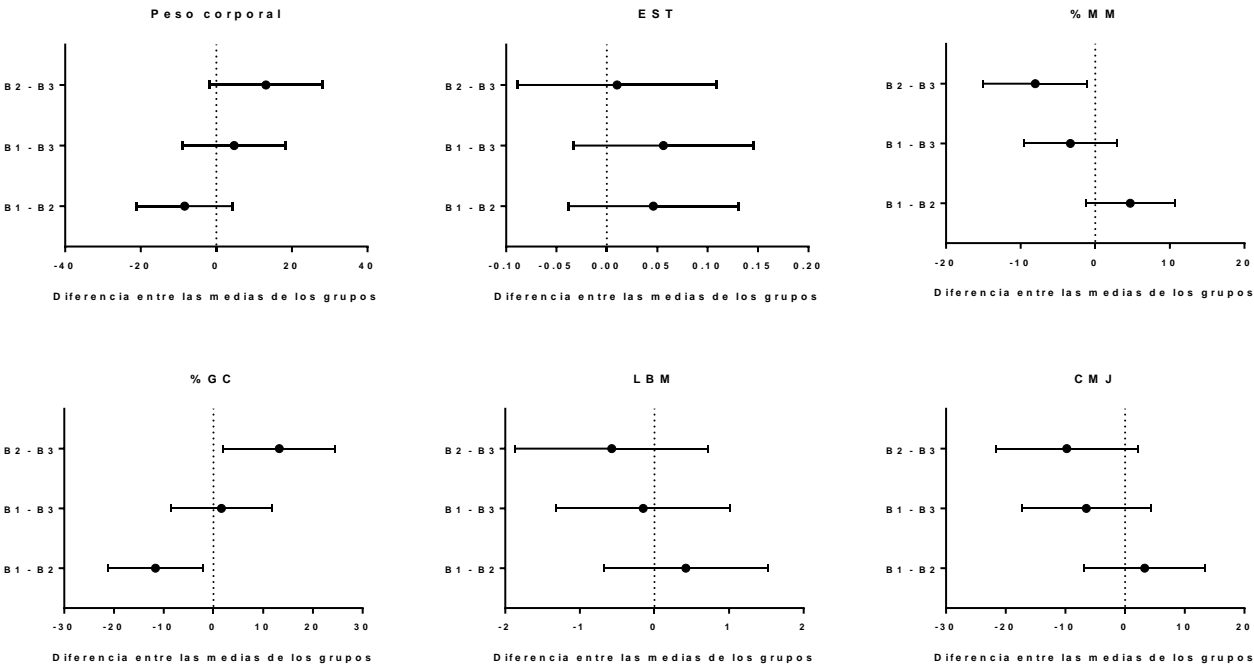 Peso corporal
B2 - B3
B1 - B3
B1 - B2
-40 -20 0 20 40
Diferencia entre las medias de los grupos
EST
B2 - B3
B1 - B3
B1 - B2
-0.10 -0.05 0.00 0.05 0.10 0.15 0.20
Diferencia entre las medias de los grupos
%MM
B2 - B3
B1 - B3
B1 - B2
-20 -10 0 10 20
Diferencia entre las medias de los grupos
%GC
B2 - B3
B1 - B3
B1 - B2
-30 -20 -10 0 10 20 30
Diferencia entre las medias de los grupos
LBM
B2 - B3
B1 - B3
B1 - B2
-2 -1 0 1 2
Diferencia entre las medias de los grupos
CMJ
B2 - B3
B1 - B3
B1 - B2
-30 -20 -10 0 10 20
Diferencia entre las medias de los grupos